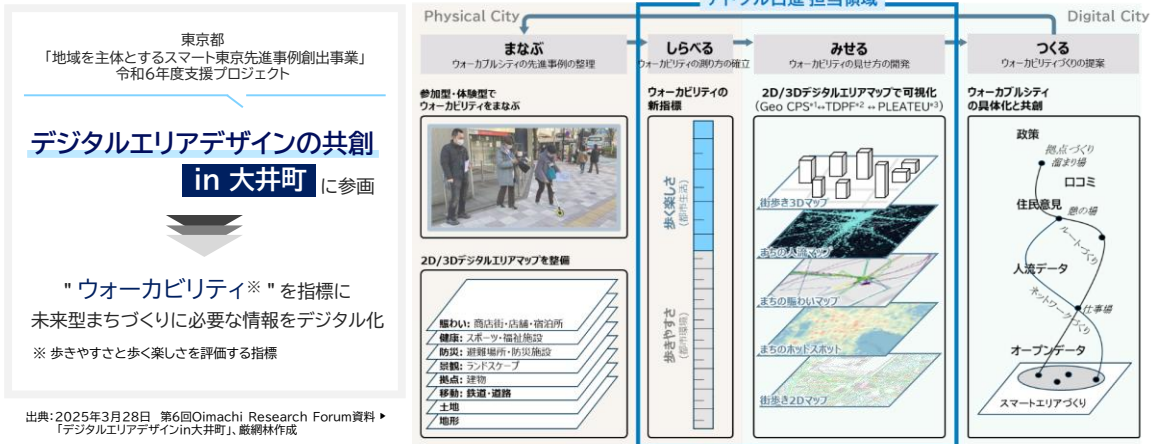 東京都
「地域を主体とするスマート東京先進事例創出事業」
令和6年度支援プロジェクト
デジタルエリアデザインの共創
in 大井町 に参画
" ウォーカビリティ※ " を指標に
未来型まちづくりに必要な情報をデジタル化
※ 歩きやすさと歩く楽しさを評価する指標
出典：2025年3月28日 第6回Oimachi Research Forum資料
「デジタルエリアデザインin大井町」、厳網林作成
Physical City
担当領域
Digital City
まなぶ
ウォーカブルシティの先進事例の整理
しらべる
ウォーカビリティの測り方の確立
みせる
ウォーカビリティの見せ方の開発
つくる
ウォーカビリティづくりの提案
参加型・体験型で
ウォーカビリティをまなぶ
2D/3Dデジタルエリアマップを整備
賑わい: 商店街・店舗・宿泊所
健康: スポーツ・福祉施設
防災: 避難場所・防災施設
景観: ランドスケープ
拠点: 建物
移動: 鉄道・道路
土地
地形
ウォーカビリティの
新指標
歩く楽しさ
（都市生活）
歩きやすさ
（都市環境）
2D/3Dデジタルエリアマップで可視化
(Geo CPS*1↔TDPF*2 ↔ PLEATEU*3)
街歩き3Dマップ
まちの人流マップ
まちの賑わいマップ
まちのホットスポット
街歩き2Dマップ
ウォーカブルシティ
の具体化と共創
政策
拠点づくり
溜まり場
口コミ
住民意見
憩の場
ルートづくり
人流データ
ネットワークづくり
仕事場
オープンデータ
スマートエリアづくり